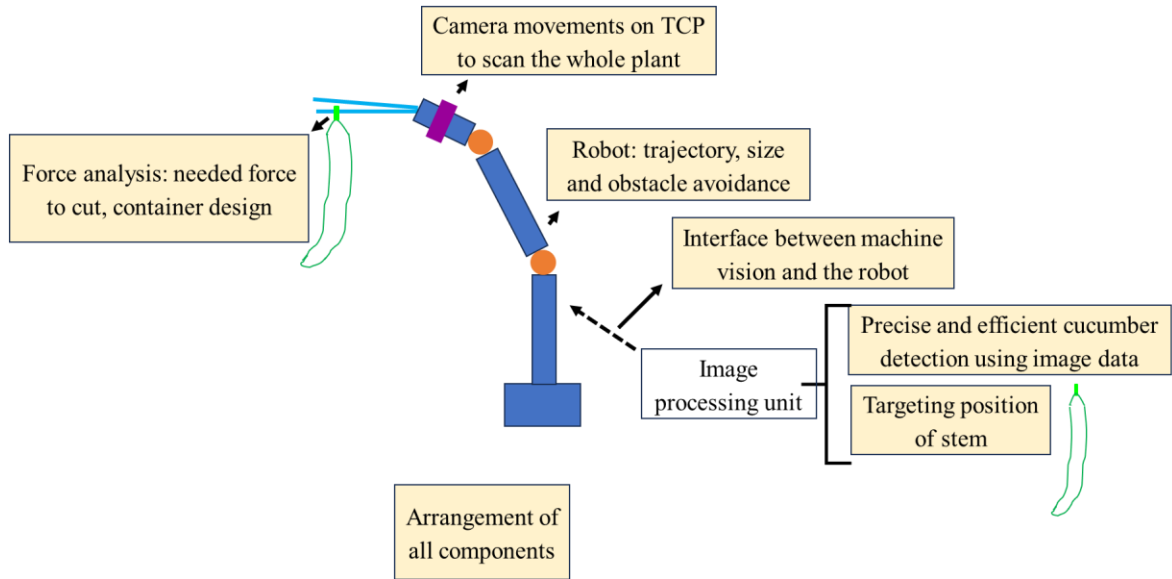 Camera movements on TCP
to scan the whole plant
Force analysis: needed force
to cut, container design
Robot: trajectory, size
and obstacle avoidance
Interface between machine
vision and the robot
Image
processing unit
Precise and efficient cucumber
detection using image data
Targeting position
of stem
Arrangement of
all components